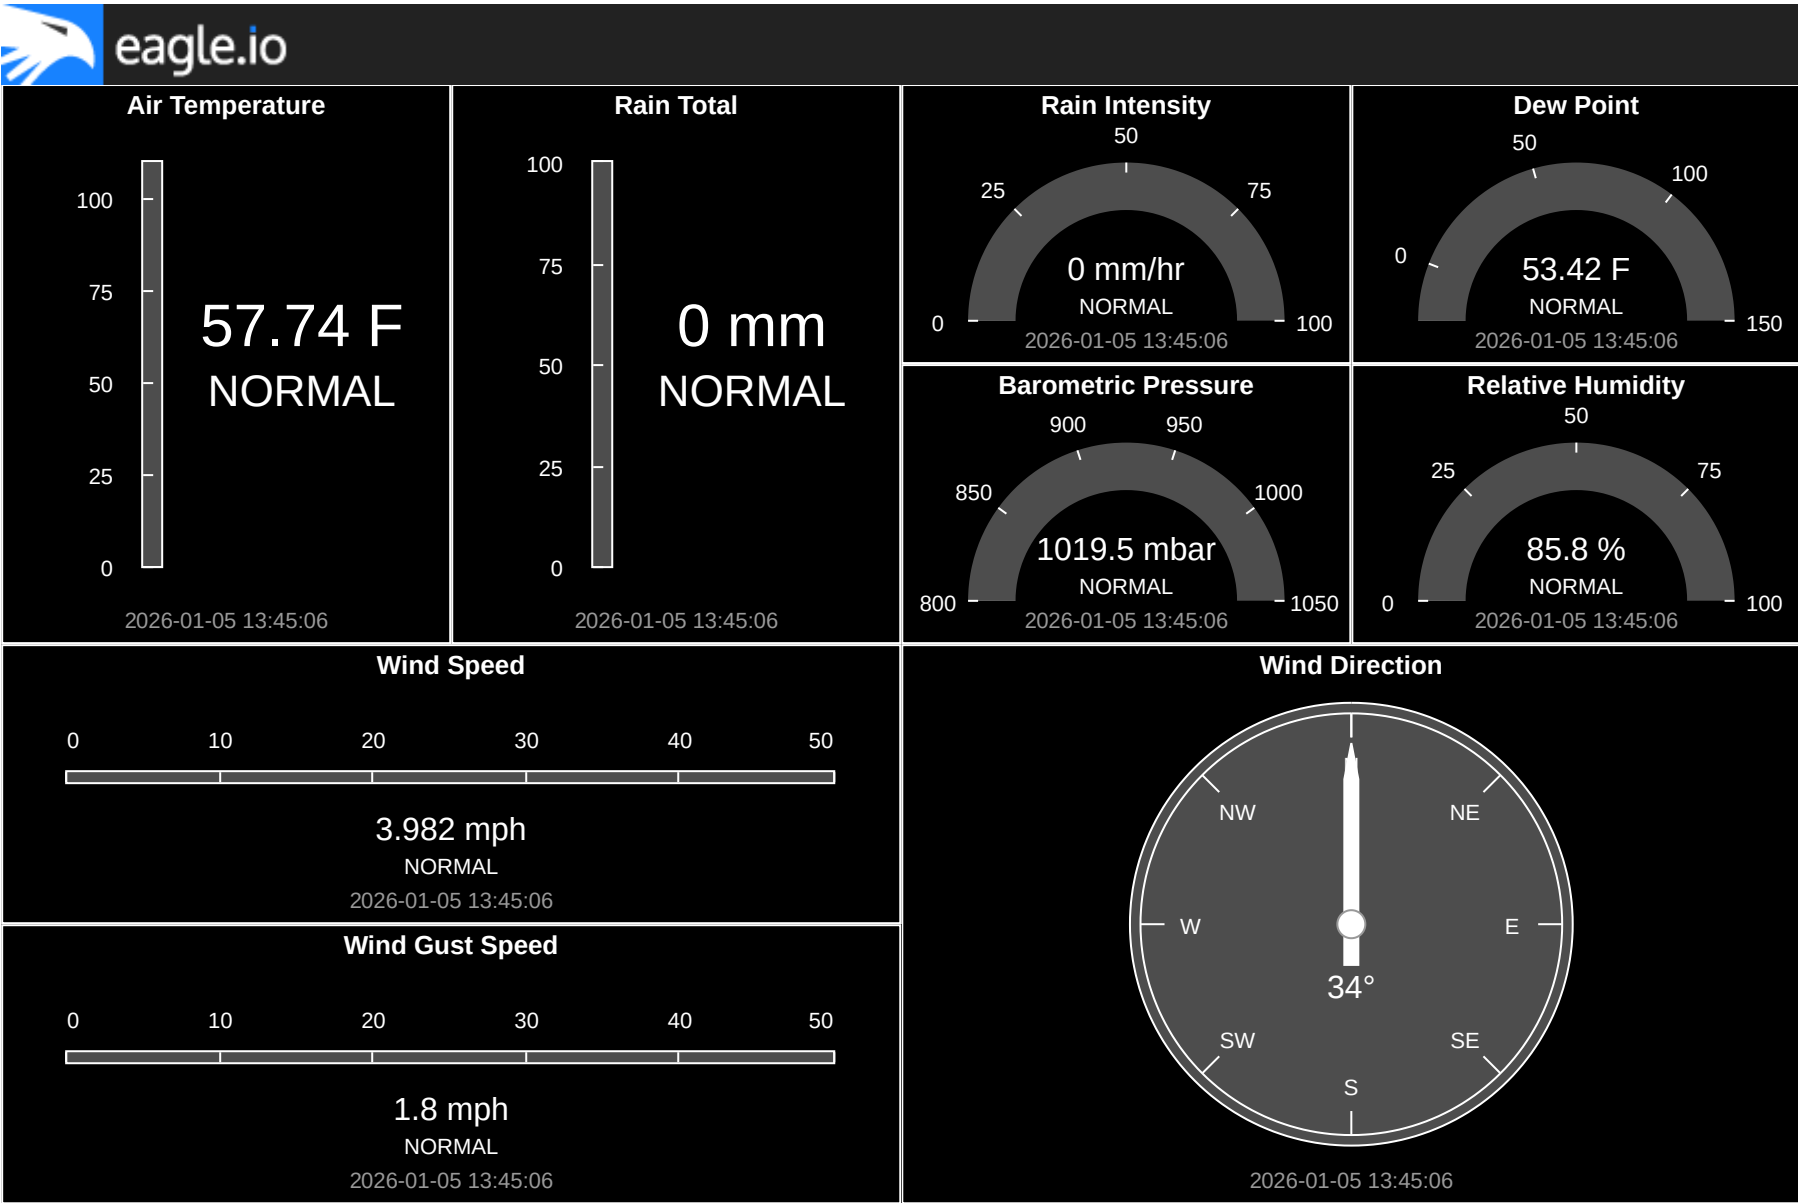 eagle.io
Air Temperature
100
75
50
25
0
57.74 F
NORMAL
2026-01-05 13:45:06
Rain Total
100
75
50
25
0
0 mm
NORMAL
2026-01-05 13:45:06
Rain Intensity
0
25
50
75
100
0 mm/hr
NORMAL
2026-01-05 13:45:06
Dew Point
0
50
100
150
53.42 F
NORMAL
2026-01-05 13:45:06
Barometric Pressure
800
850
900
950
1000
1050
1019.5 mbar
NORMAL
2026-01-05 13:45:06
Relative Humidity
0
25
50
75
100
85.8 %
NORMAL
2026-01-05 13:45:06
Wind Speed
0 10 20 30 40 50
3.982 mph
NORMAL
2026-01-05 13:45:06
Wind Gust Speed
0 10 20 30 40 50
1.8 mph
NORMAL
2026-01-05 13:45:06
Wind Direction
NW NE
W E
34°
SW SE
S
2026-01-05 13:45:06